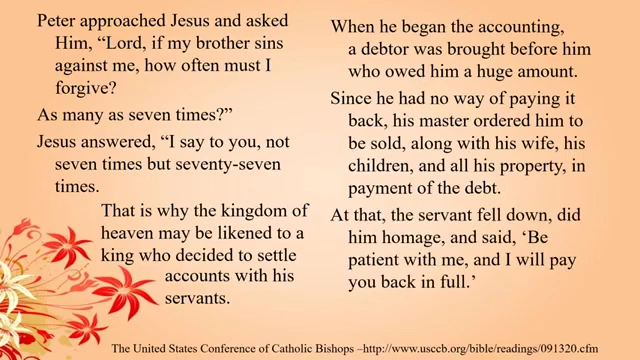 Peter approached Jesus and asked
Him, “Lord, if my brother sins
against me, how often must I
forgive?
As many as seven times?”
Jesus answered, “I say to you, not
seven times but seventy-seven
times.
That is why the kingdom of
heaven may be likened to a
king who decided to settle
accounts with his
servants.
When he began the accounting,
a debtor was brought before him
who owed him a huge amount.
Since he had no way of paying it
back, his master ordered him to
be sold, along with his wife, his
children, and all his property, in
payment of the debt.
At that, the servant fell down, did
him homage, and said, ‘Be
patient with me, and I will pay
you back in full.’
The United States Conference of Catholic Bishops –http://www.usccb.org/bible/readings/091320.cfm